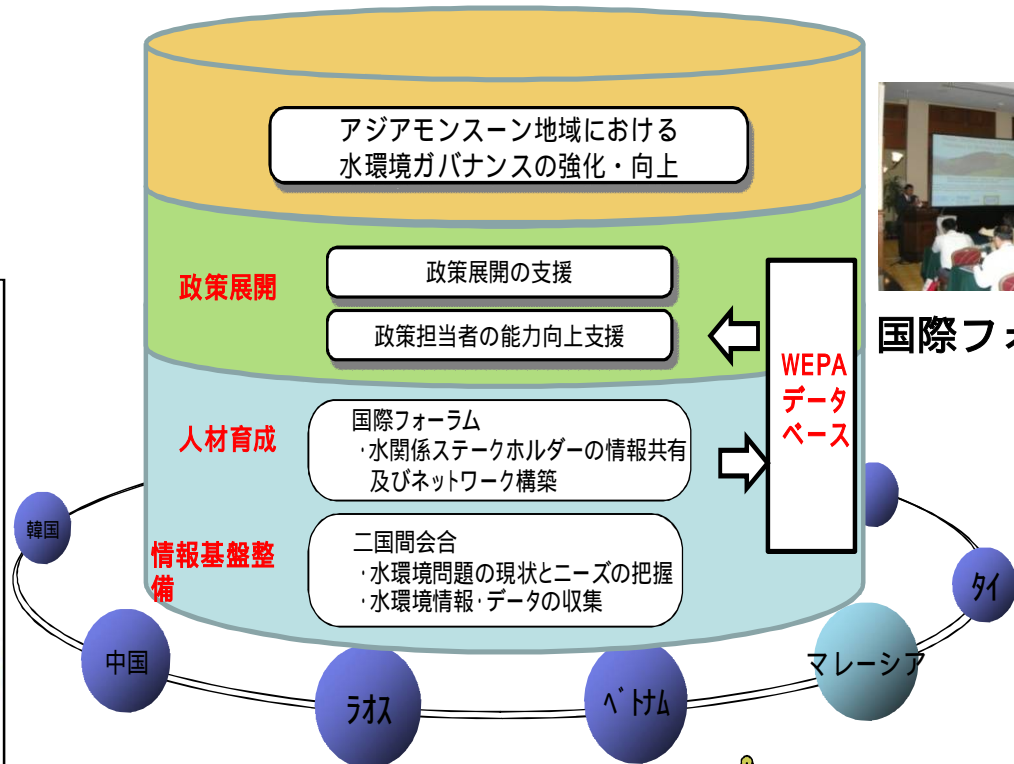 アジアモンスーン地域における
水環境ガバナンスの強化・向上
政策展開
政策展開の支援
政策担当者の能力向上支援
国際フォ
WEPA
データ
ベース
人材育成
国際フォーラム
・水関係ステークホルダーの情報共有
及びネットワーク構築
情報基盤整
備
二国間会合
・水環境問題の現状とニーズの把握
・水環境情報・データの収集
韓国
中国
ラオス
ベトナム
マレーシア
タイ